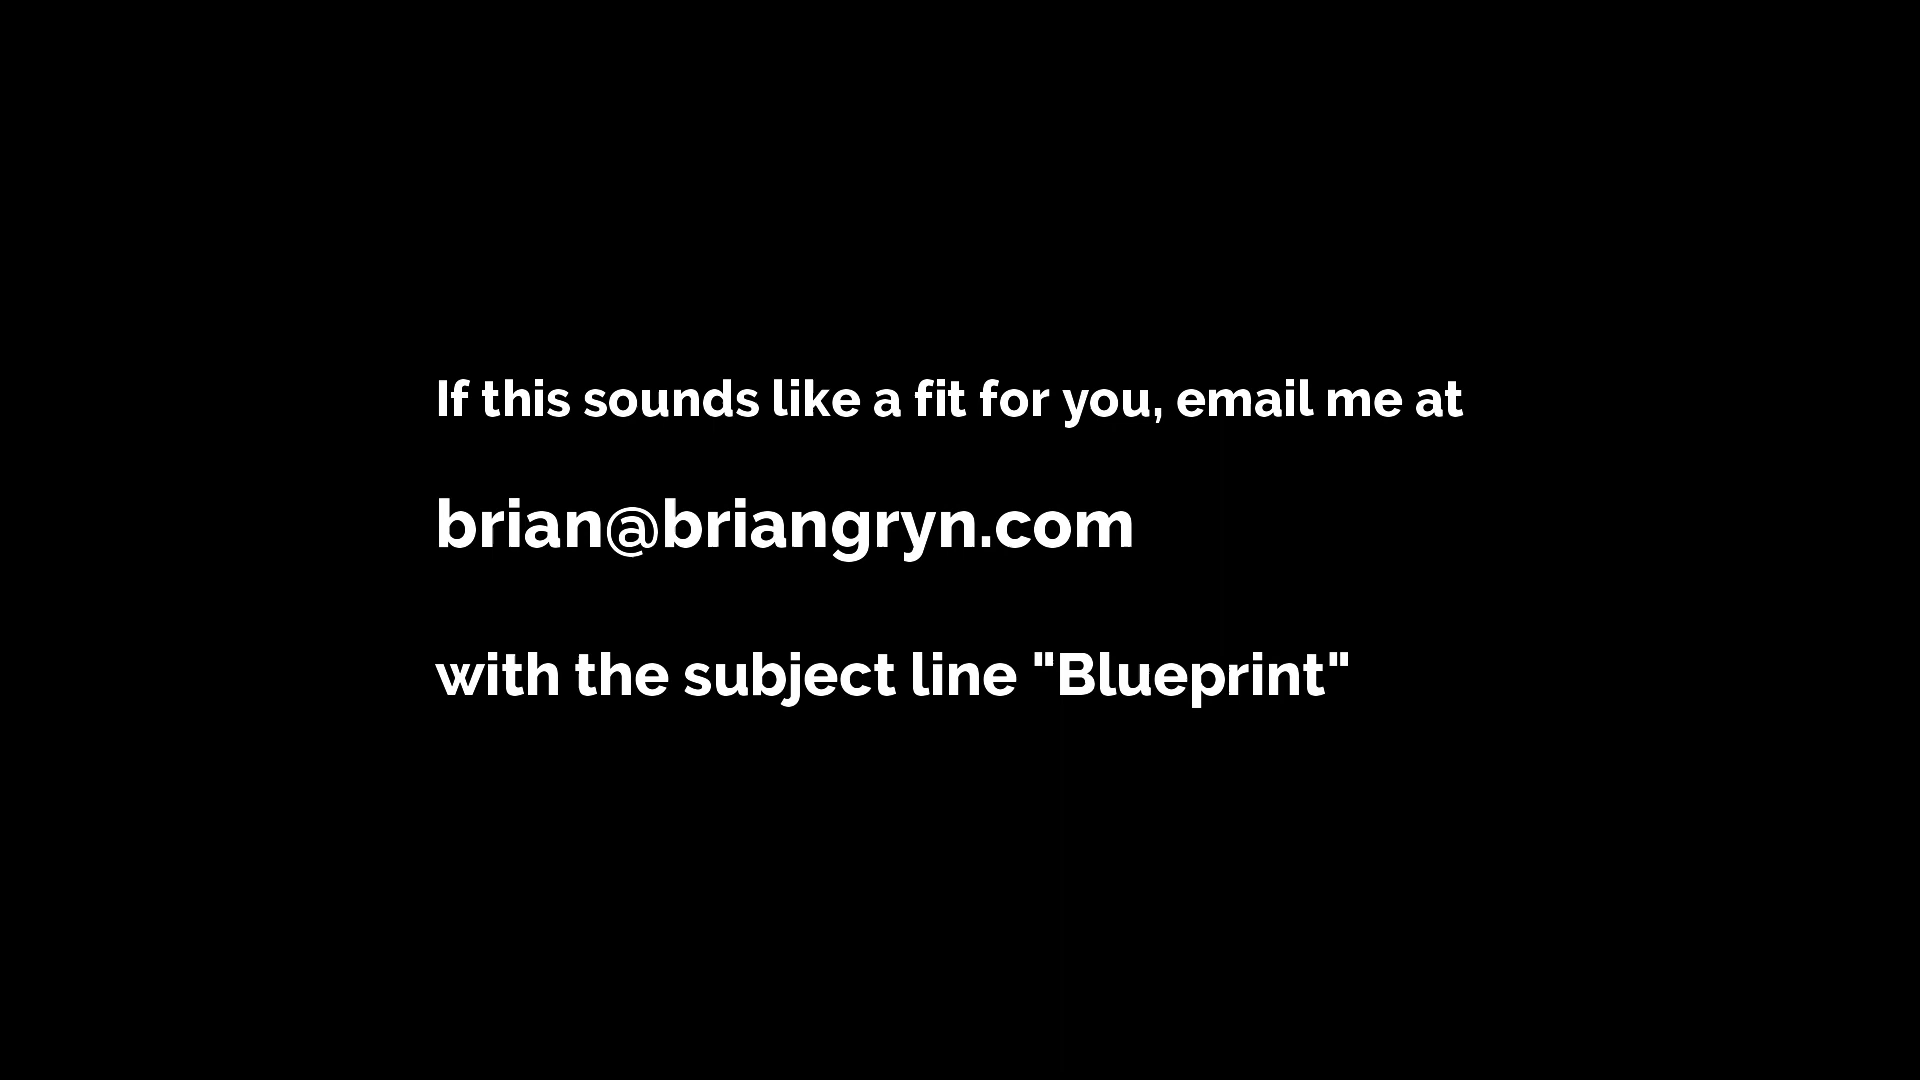 If this sounds like a fit for you, email me at
brian@briangryn.com
with the subject line "Blueprint"